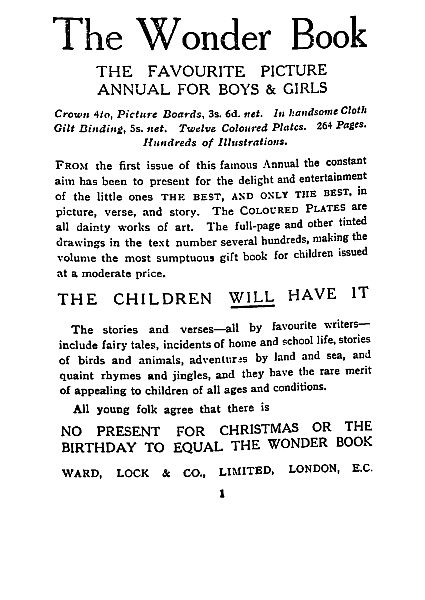 The Wonder Book
THE FAVOURITE PICTURE
ANNUAL FOR BOYS & GIRLS
Crown 4to, Picture Boards, 3s. 6d. net. In handsome Cloth
Gilt Binding, 5s. net. Twelve Coloured Plates. 264 Pages.
Hundreds of Illustrations.
FROM the first issue of this famous Annual the constant
aim has been to present for the delight and entertainment
of the little ones THE BEST, AND ONLY THE BEST, in
picture, verse, and story. The COLOURED PLATES are
all dainty works of art. The full-page and other tinted
drawings in the text number several hundreds, making the
volume the most sumptuous gift book for children issued
at a moderate price.
THE CHILDREN WILL HAVE IT
The stories and verses—all by favourite writers—
include fairy tales, incidents of home and school life, stories
of birds and animals, adventures by land and sea, and
quaint rhymes and jingles, and they have the rare merit
of appealing to children of all ages and conditions.
All young folk agree that there is
NO PRESENT FOR CHRISTMAS OR THE
BIRTHDAY TO EQUAL THE WONDER BOOK
WARD, LOCK & CO., LIMITED, LONDON, E.C.
1